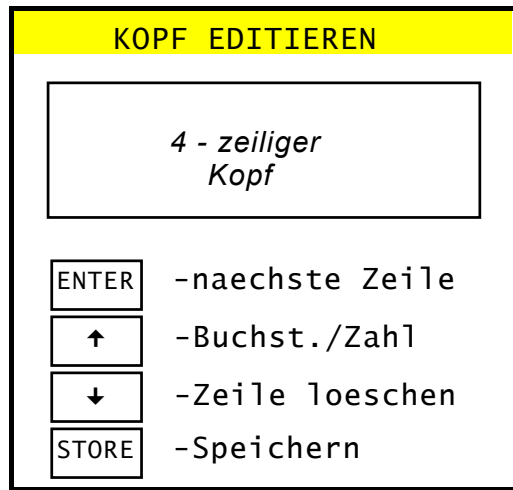 KOPF EDITIEREN
4 - zeiliger
Kopf
ENTER -naechste Zeile
↑ -Buchst./Zahl
↓ -Zeile loeschen
STORE -Speichern